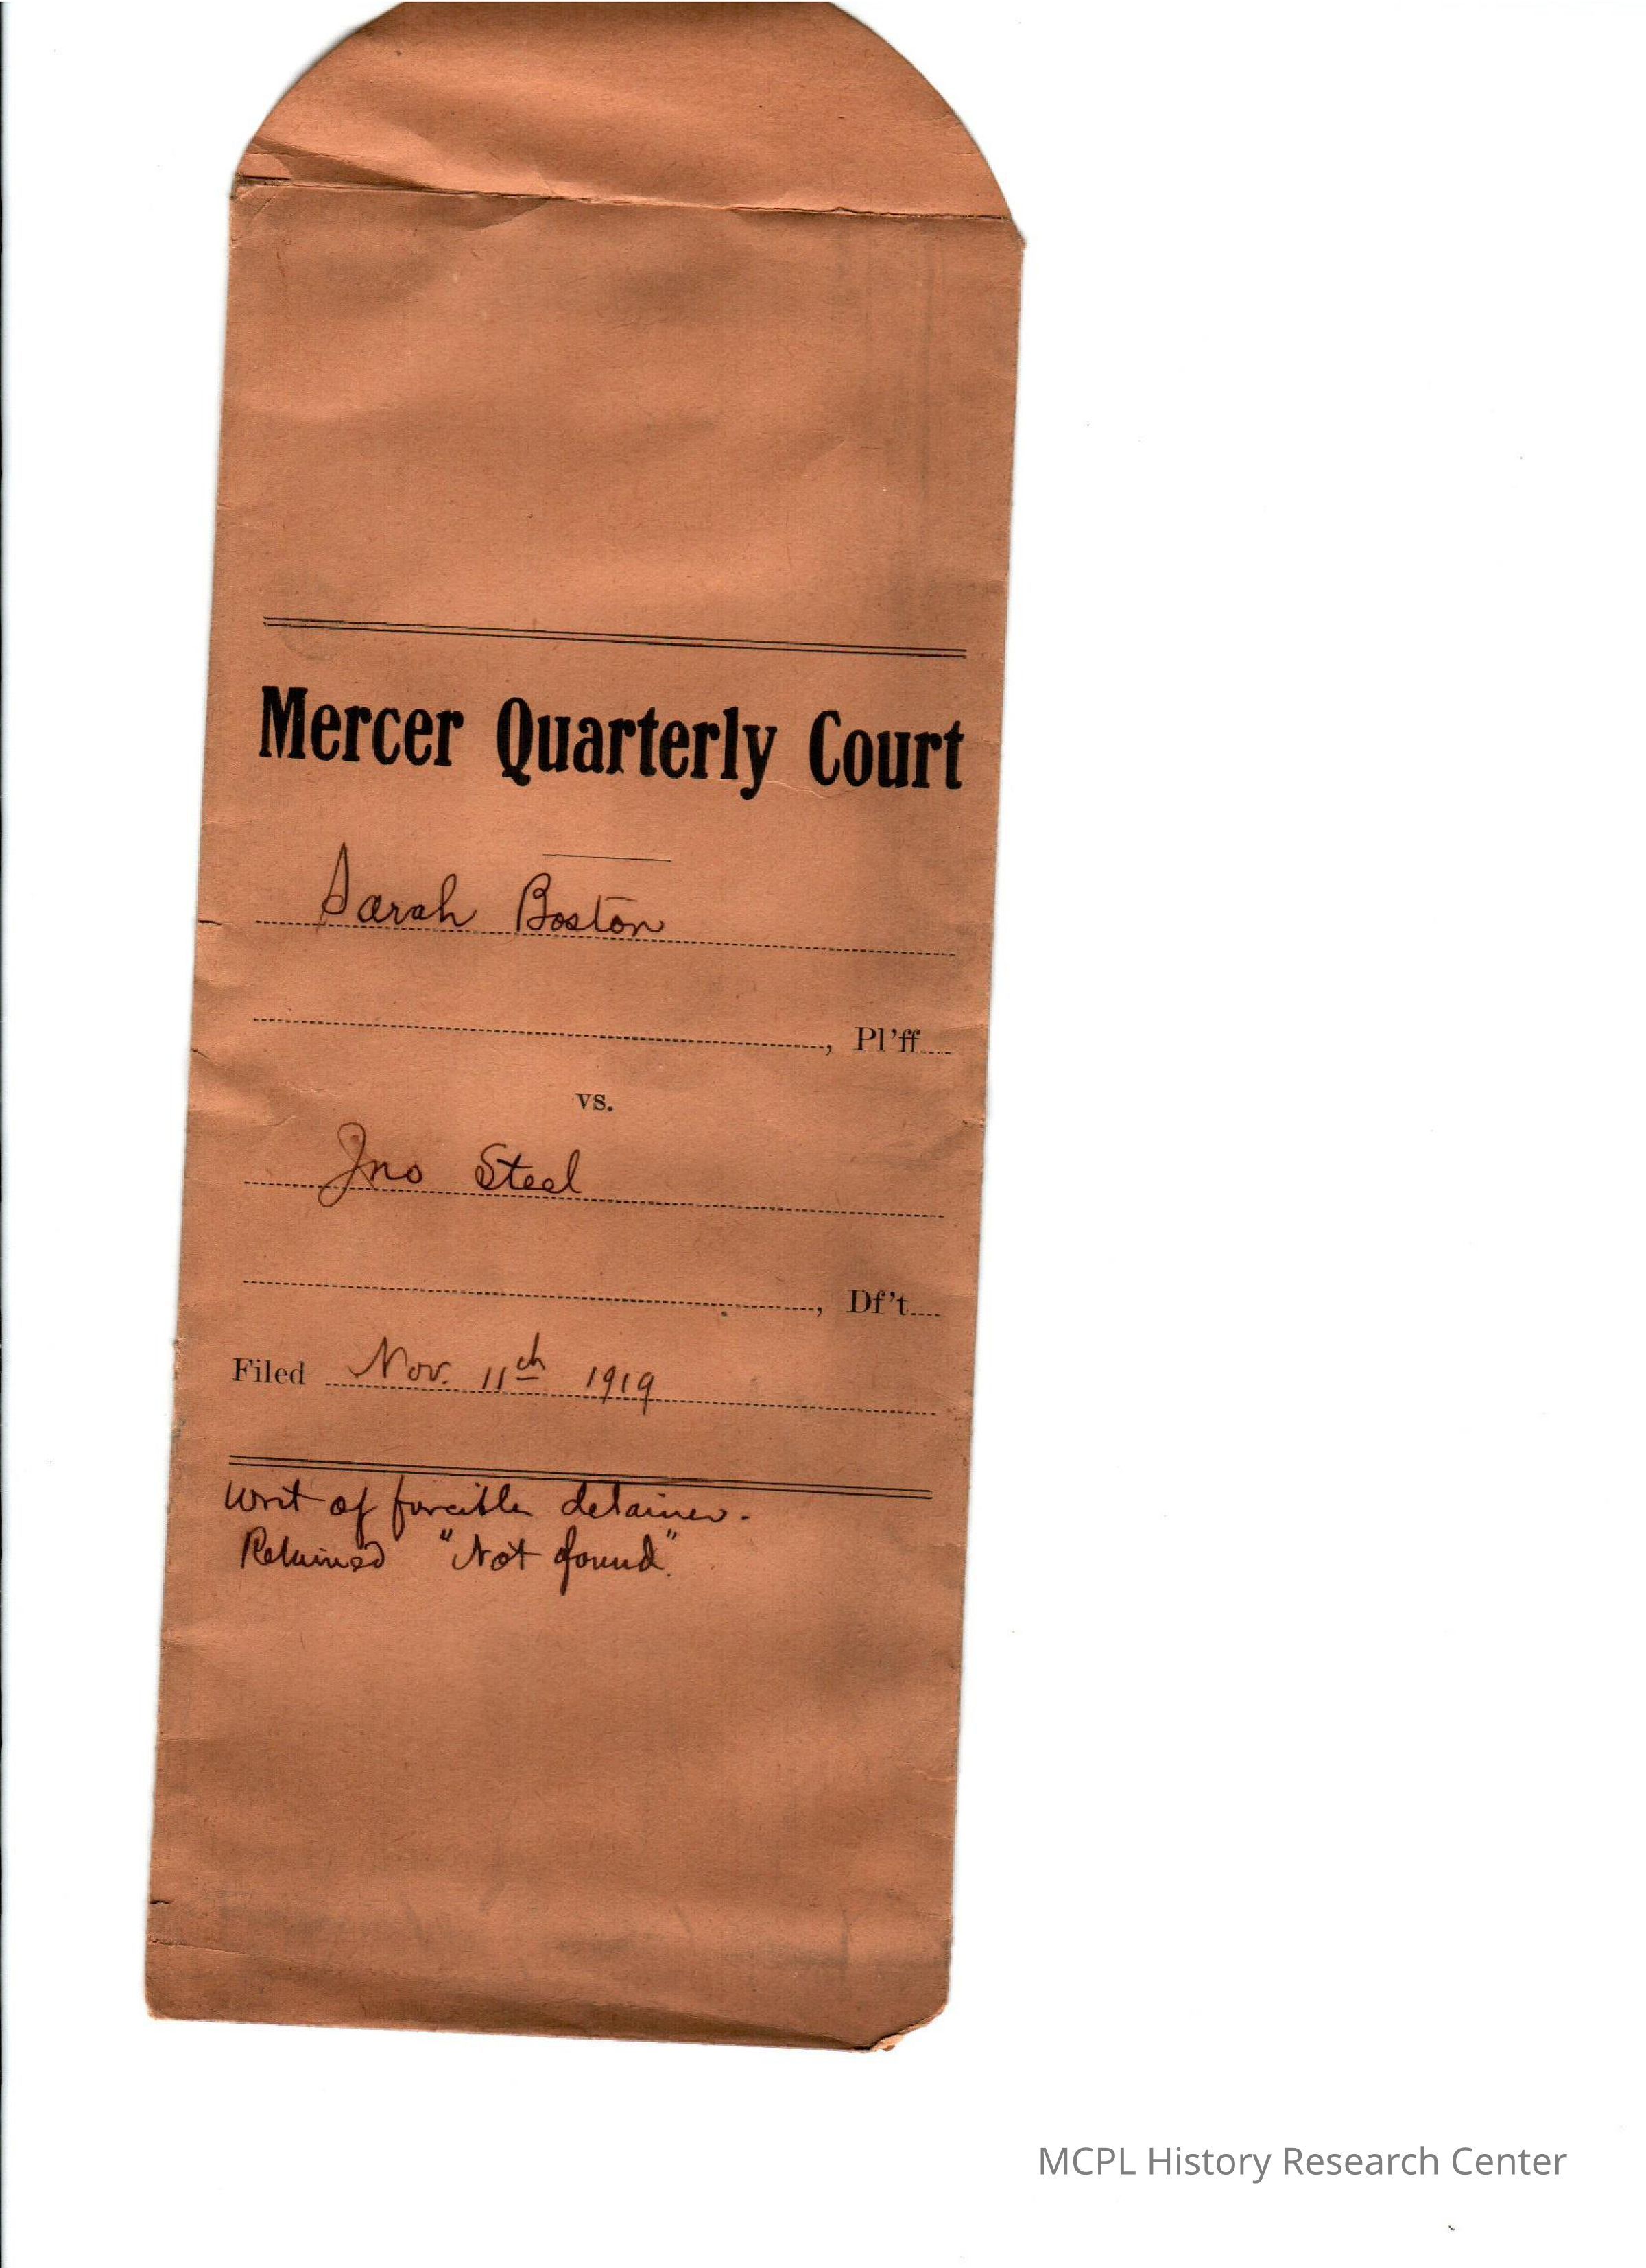 Mercer Quarterly Court
Sarah Boston
, Pl'ff
vs.
Jno Steel
, Df't
Filed Nov. 11th 1919
Writ of forcible detainer.
Returned "Not found".
MCPL History Research Center